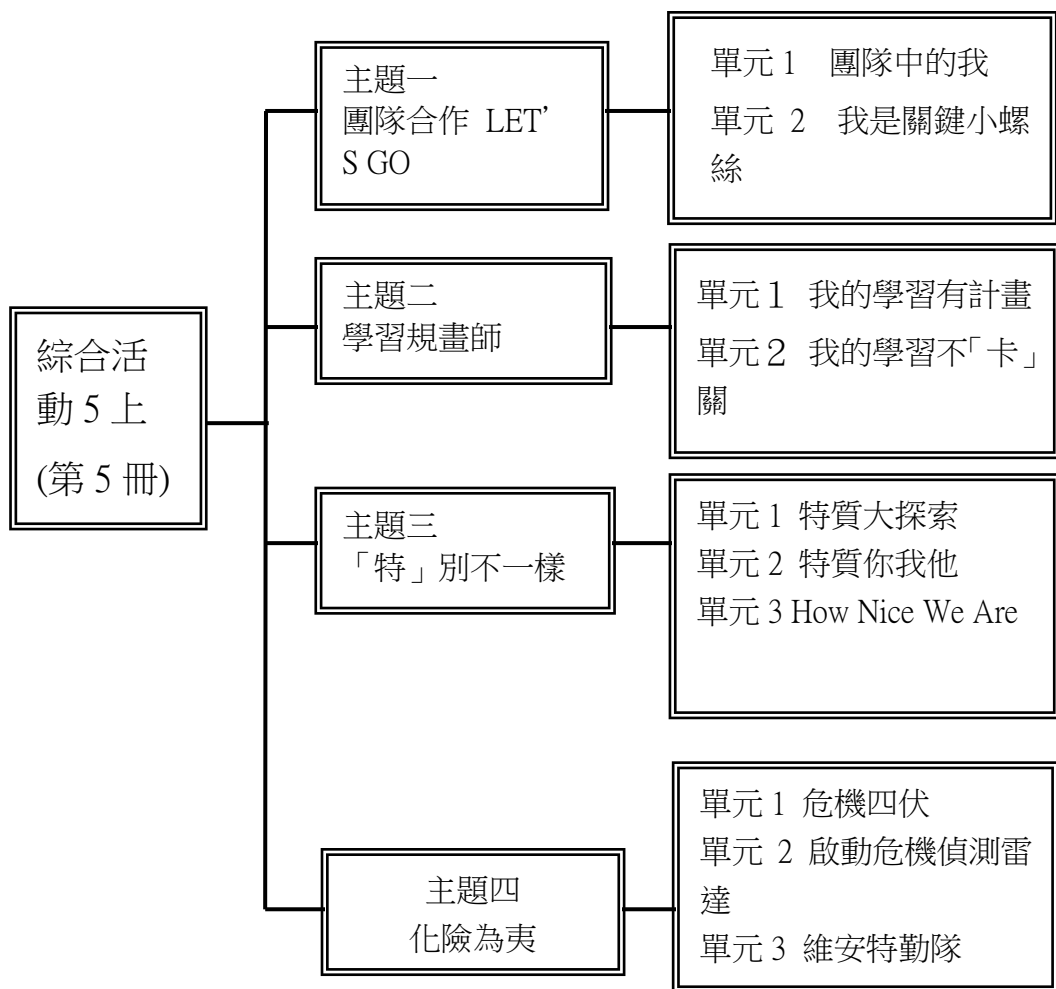 綜合活
動 5 上
(第 5 冊)
主題一
團隊合作 LET’
S GO
單元 1 團隊中的我
單元 2 我是關鍵小螺
絲
主題二
學習規畫師
單元１ 我的學習有計畫
單元２ 我的學習不「卡」
關
主題三
「特」別不一樣
單元 1 特質大探索
單元 2 特質你我他
單元 3 How Nice We Are
主題四
化險為夷
單元 1 危機四伏
單元 2 啟動危機偵測雷
達
單元 3 維安特勤隊